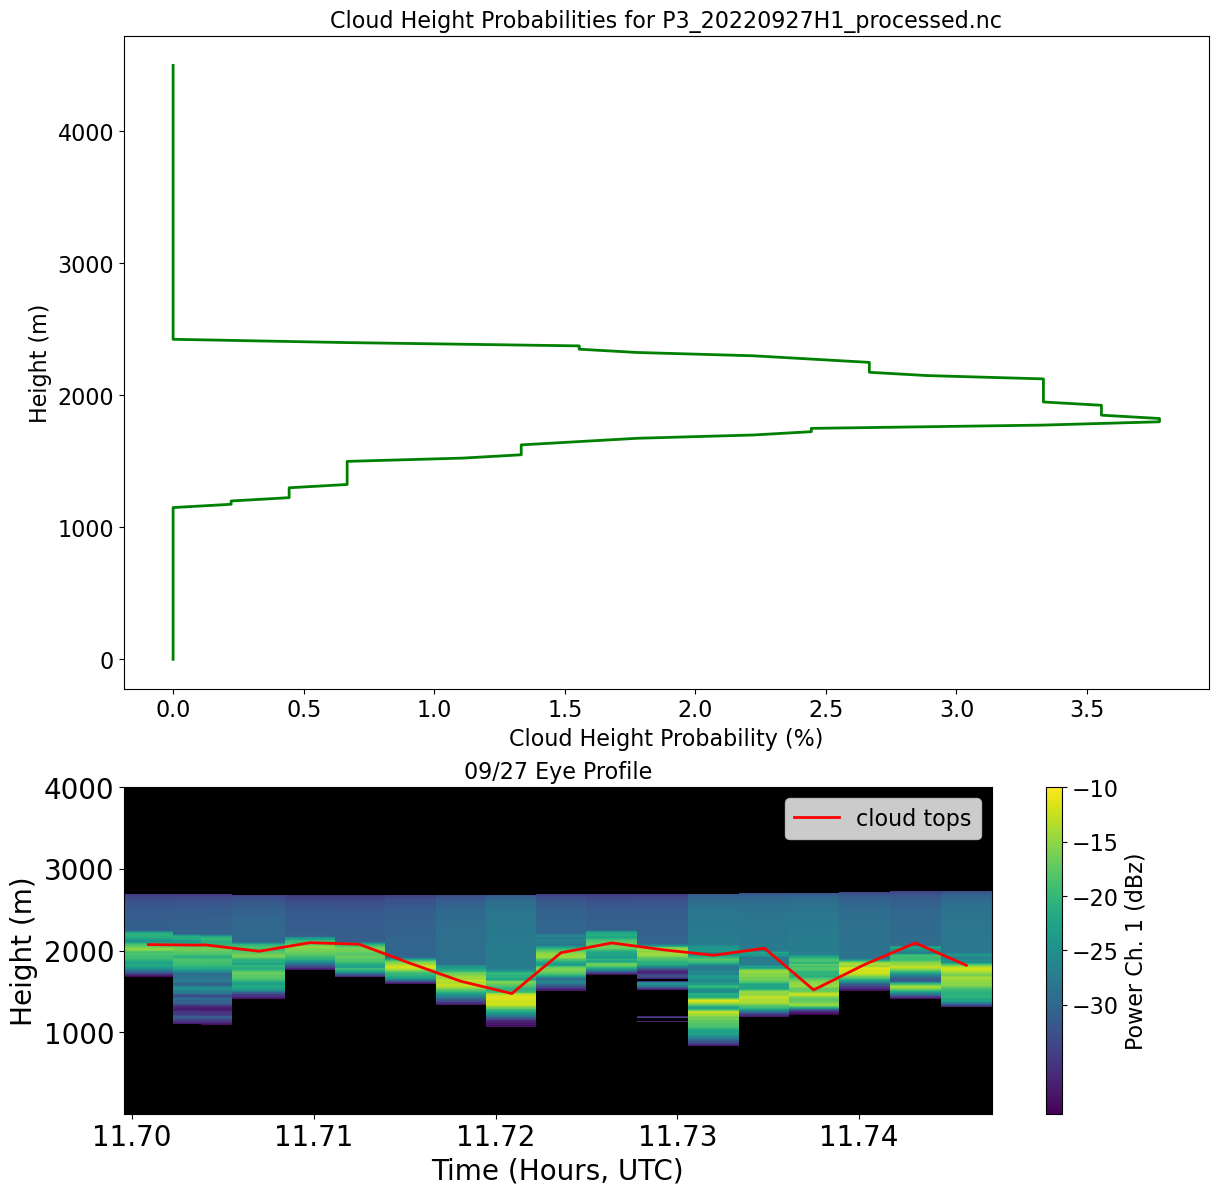 Cloud Height Probabilities for P3_20220927H1_processed.nc
4000
3000
2000
1000
0
Height (m)
0.0 0.5 1.0 1.5 2.0 2.5 3.0 3.5
Cloud Height Probability (%)
09/27 Eye Profile
4000
3000
2000
1000
Height (m)
cloud tops
11.70 11.71 11.72 11.73 11.74
Time (Hours, UTC)
−10
−15
−20
−25
−30
Power Ch. 1 (dBz)